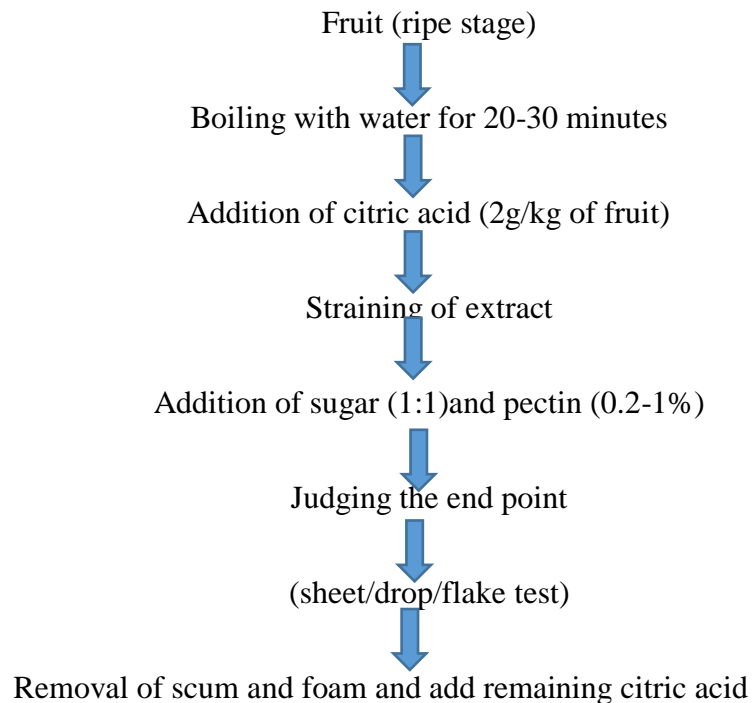 Fruit (ripe stage)
Boiling with water for 20-30 minutes
Addition of citric acid (2g/kg of fruit)
Straining of extract
Addition of sugar (1:1)and pectin (0.2-1%)
Judging the end point
(sheet/drop/flake test)
Removal of scum and foam and add remaining citric acid